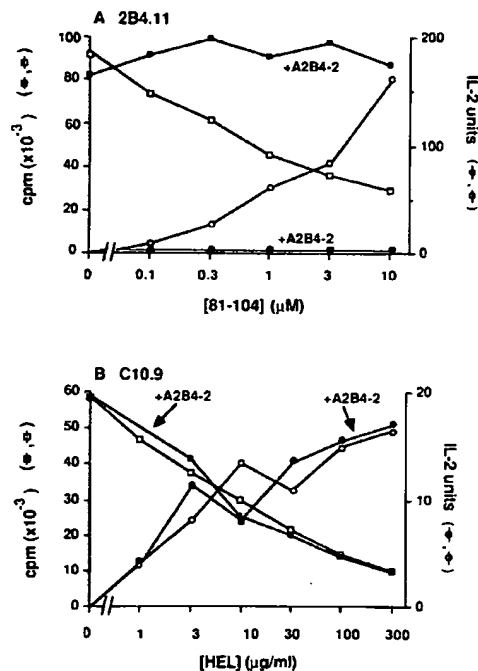 A 2B4.11
100
80
60
40
20
0
cpm (x10⁻³)
200
100
0
IL-2 units
+A2B4-2
+A2B4-2
0 0.1 0.3 1 3 10
[81-104] (μM)
B C10.9
60
50
40
30
20
10
0
cpm (x10⁻³)
20
10
0
IL-2 units
+A2B4-2
+A2B4-2
0 1 3 10 30 100 300
[HEL] (μg/ml)